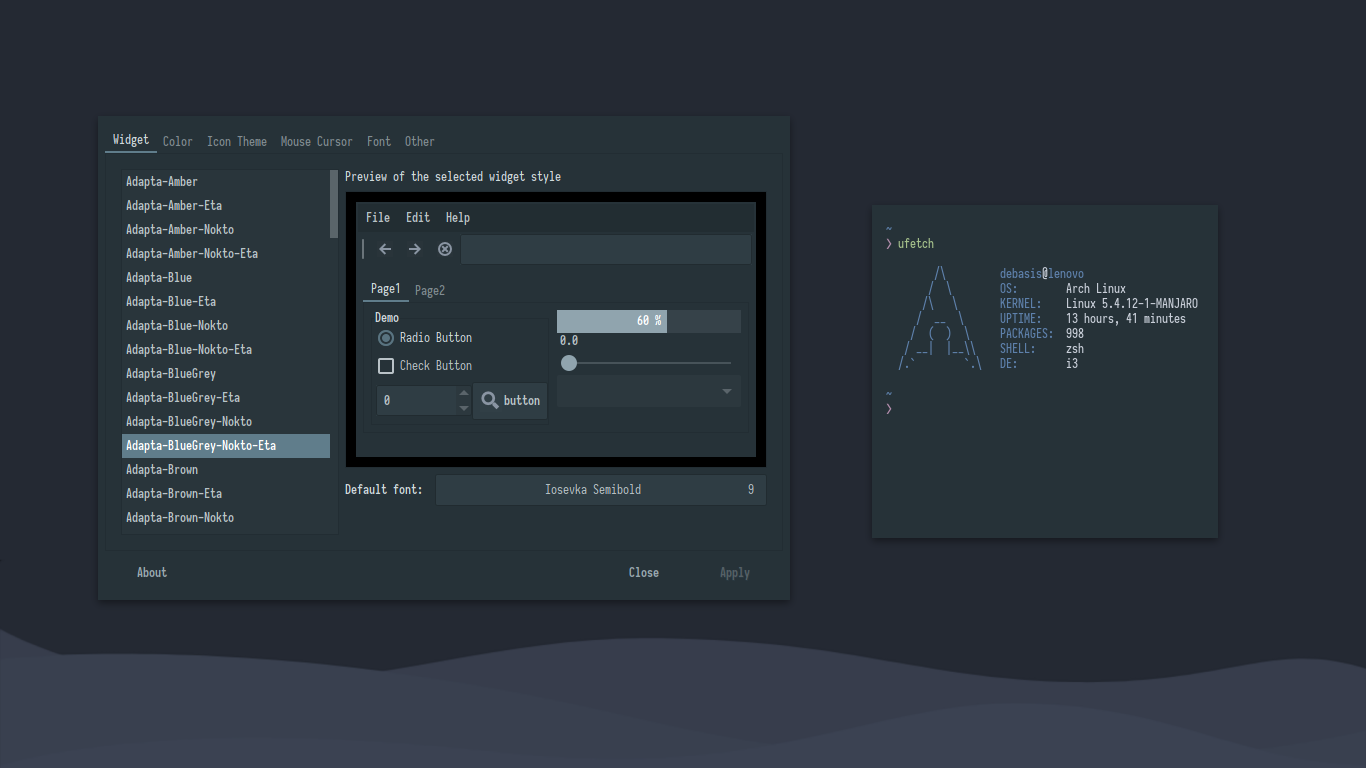 Widget Color Icon Theme Mouse Cursor Font Other
Adapta-Amber
Adapta-Amber-Eta
Adapta-Amber-Nokto
Adapta-Amber-Nokto-Eta
Adapta-Blue
Adapta-Blue-Eta
Adapta-Blue-Nokto
Adapta-Blue-Nokto-Eta
Adapta-BlueGrey
Adapta-BlueGrey-Eta
Adapta-BlueGrey-Nokto
Adapta-BlueGrey-Nokto-Eta
Adapta-Brown
Adapta-Brown-Eta
Adapta-Brown-Nokto
Preview of the selected widget style
File Edit Help
Page1 Page2
Demo
Radio Button
Check Button
0
button
60 %
0.0
Default font: Iosevka Semibold 9
About Close Apply
~
❯ ufetch
debasis@lenovo
OS: Arch Linux
KERNEL: Linux 5.4.12-1-MANJARO
UPTIME: 13 hours, 41 minutes
PACKAGES: 998
SHELL: zsh
DE: i3
~
❯